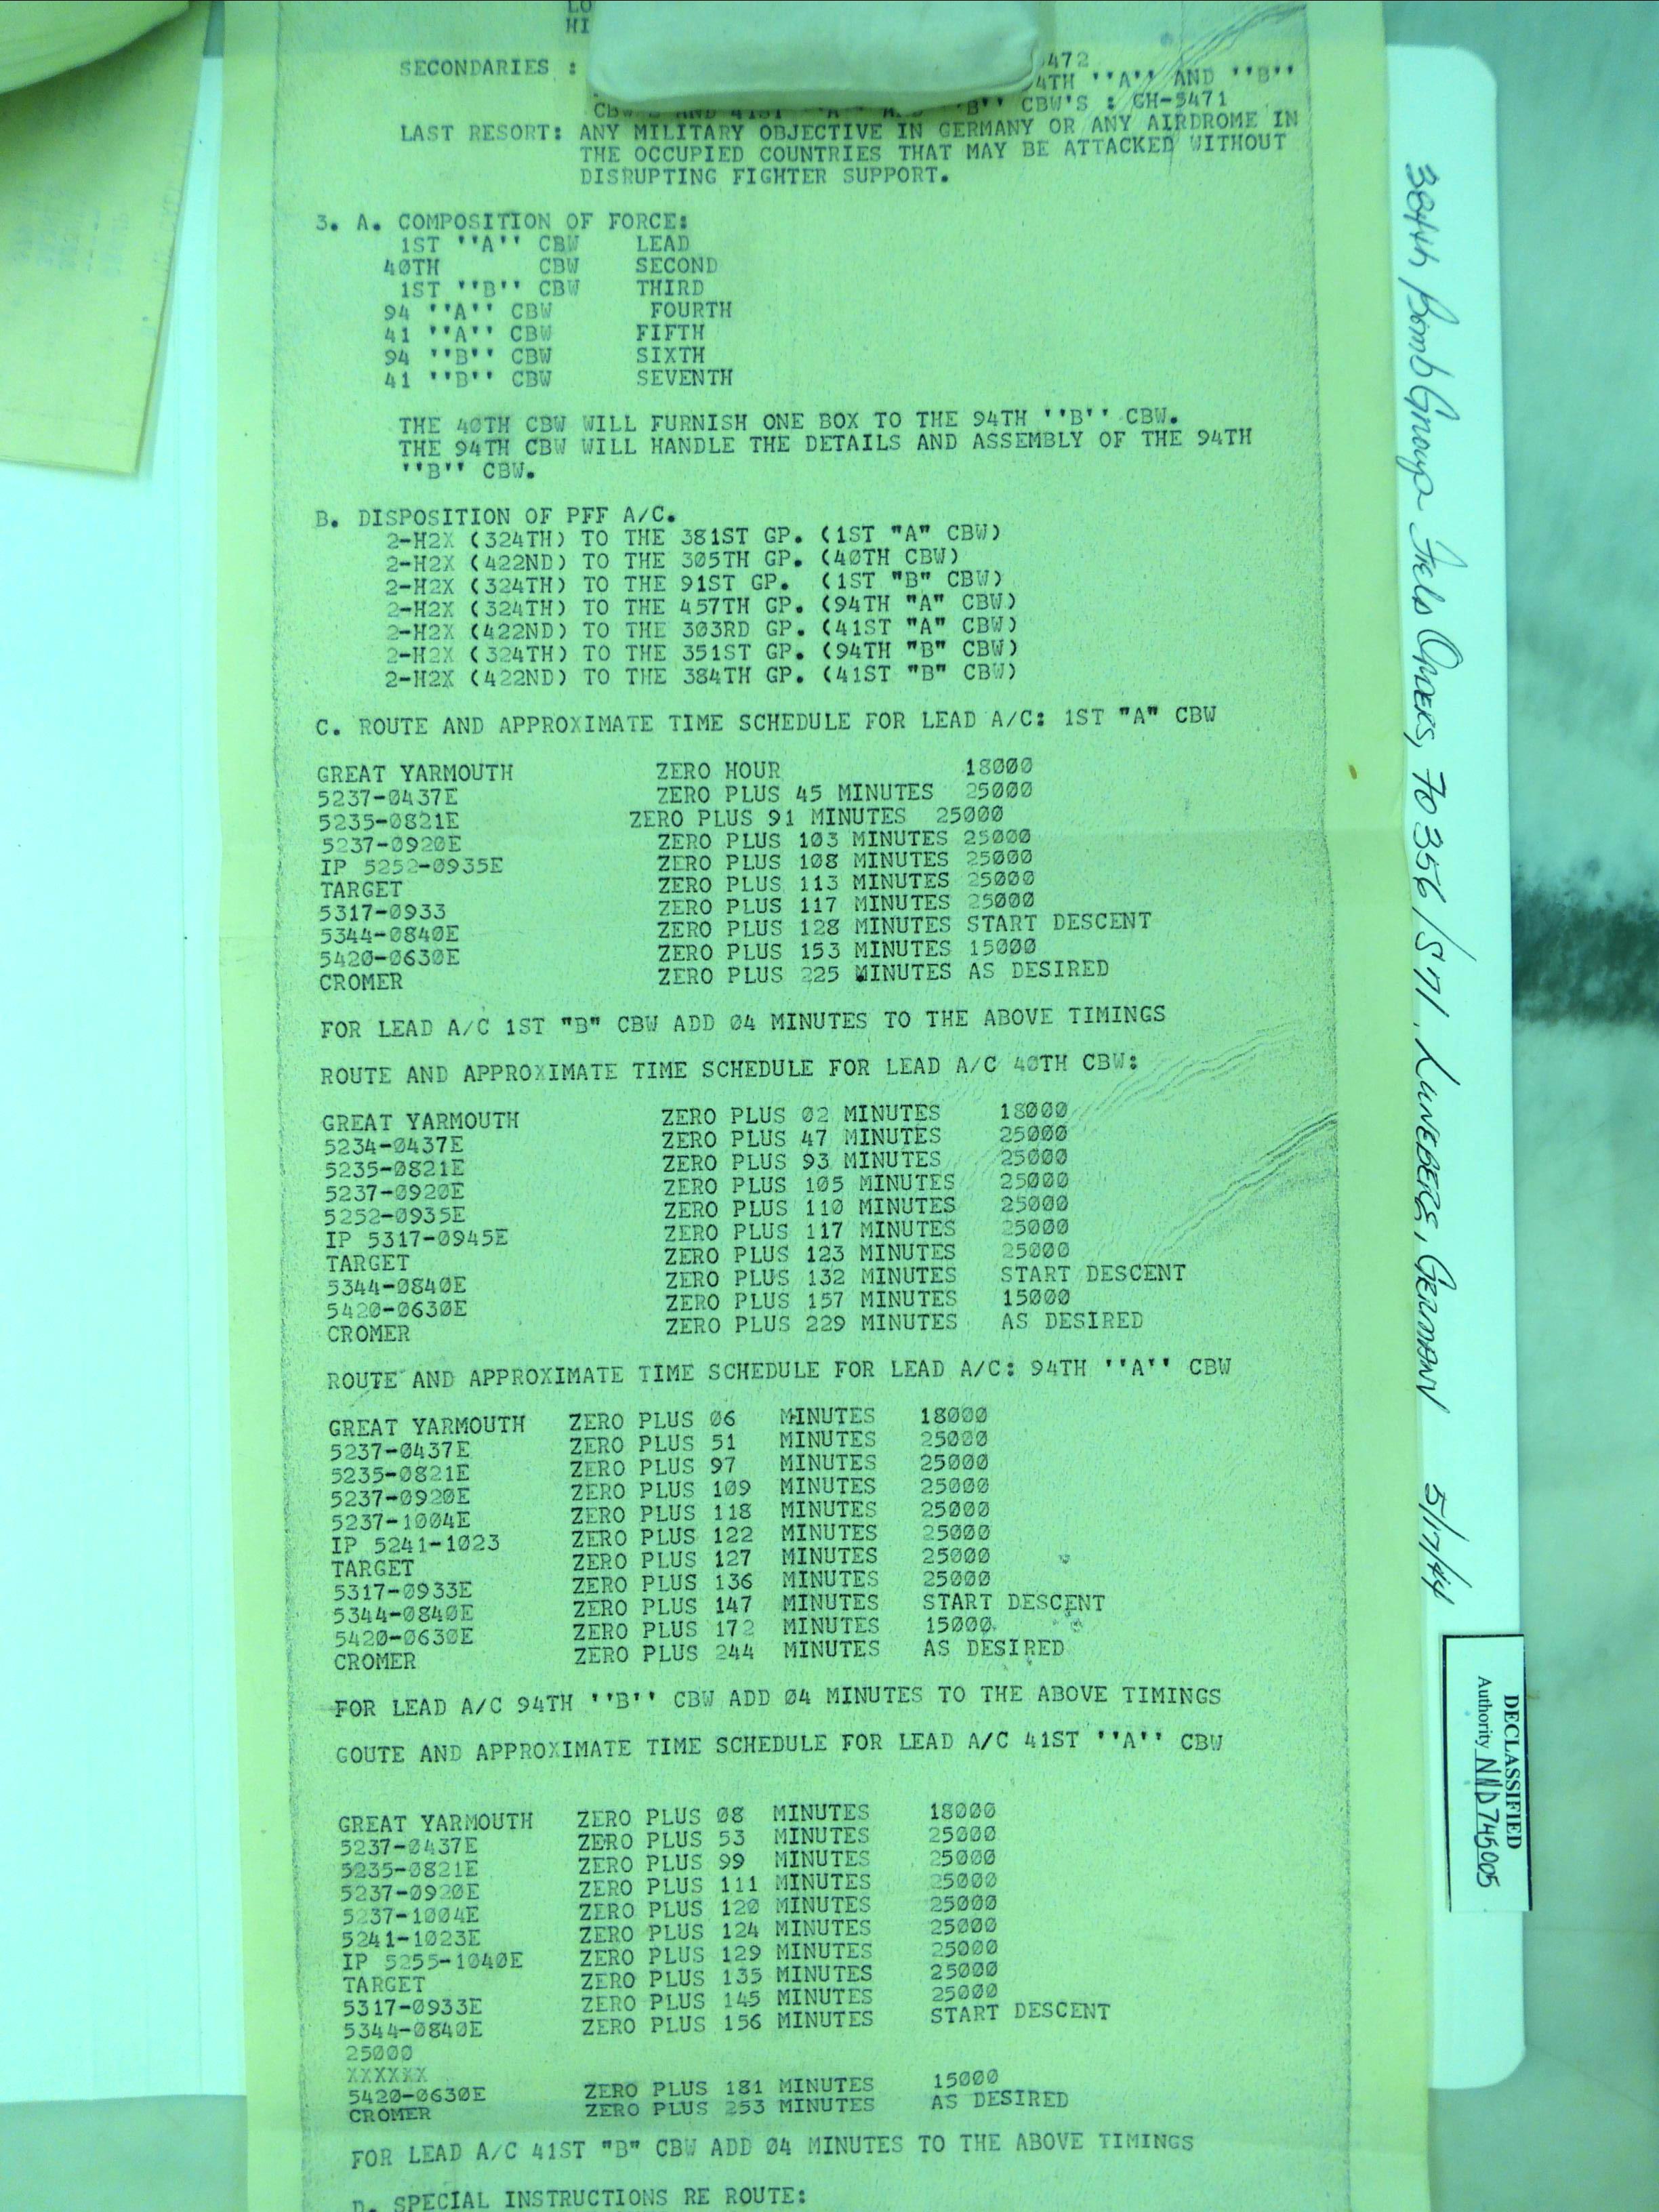 LO
HI
SECONDARIES : 5472
94TH ''A'' AND ''B''
CBW'S AND 41ST ''A'' AND ''B'' CBW'S : GH-5471
LAST RESORT: ANY MILITARY OBJECTIVE IN GERMANY OR ANY AIRDROME IN
THE OCCUPIED COUNTRIES THAT MAY BE ATTACKED WITHOUT
DISRUPTING FIGHTER SUPPORT.
3. A. COMPOSITION OF FORCE:
1ST ''A'' CBW LEAD
40TH CBW SECOND
1ST ''B'' CBW THIRD
94 ''A'' CBW FOURTH
41 ''A'' CBW FIFTH
94 ''B'' CBW SIXTH
41 ''B'' CBW SEVENTH
THE 40TH CBW WILL FURNISH ONE BOX TO THE 94TH ''B'' CBW.
THE 94TH CBW WILL HANDLE THE DETAILS AND ASSEMBLY OF THE 94TH
''B'' CBW.
B. DISPOSITION OF PFF A/C.
2-H2X (324TH) TO THE 381ST GP. (1ST "A" CBW)
2-H2X (422ND) TO THE 305TH GP. (40TH CBW)
2-H2X (324TH) TO THE 91ST GP. (1ST "B" CBW)
2-H2X (324TH) TO THE 457TH GP. (94TH "A" CBW)
2-H2X (422ND) TO THE 303RD GP. (41ST "A" CBW)
2-H2X (324TH) TO THE 351ST GP. (94TH "B" CBW)
2-H2X (422ND) TO THE 384TH GP. (41ST "B" CBW)
C. ROUTE AND APPROXIMATE TIME SCHEDULE FOR LEAD A/C: 1ST "A" CBW
GREAT YARMOUTH ZERO HOUR 18000
5237-0437E ZERO PLUS 45 MINUTES 25000
5235-0821E ZERO PLUS 91 MINUTES 25000
5237-0920E ZERO PLUS 103 MINUTES 25000
IP 5252-0935E ZERO PLUS 108 MINUTES 25000
TARGET ZERO PLUS 113 MINUTES 25000
5317-0933 ZERO PLUS 117 MINUTES 25000
5344-0840E ZERO PLUS 128 MINUTES START DESCENT
5420-0630E ZERO PLUS 153 MINUTES 15000
CROMER ZERO PLUS 225 MINUTES AS DESIRED
FOR LEAD A/C 1ST "B" CBW ADD 04 MINUTES TO THE ABOVE TIMINGS
ROUTE AND APPROXIMATE TIME SCHEDULE FOR LEAD A/C 40TH CBW:
GREAT YARMOUTH ZERO PLUS 02 MINUTES 18000
5234-0437E ZERO PLUS 47 MINUTES 25000
5235-0821E ZERO PLUS 93 MINUTES 25000
5237-0920E ZERO PLUS 105 MINUTES 25000
5252-0935E ZERO PLUS 110 MINUTES 25000
IP 5317-0945E ZERO PLUS 117 MINUTES 25000
TARGET ZERO PLUS 123 MINUTES 25000
5344-0840E ZERO PLUS 132 MINUTES START DESCENT
5420-0630E ZERO PLUS 157 MINUTES 15000
CROMER ZERO PLUS 229 MINUTES AS DESIRED
ROUTE AND APPROXIMATE TIME SCHEDULE FOR LEAD A/C: 94TH ''A'' CBW
GREAT YARMOUTH ZERO PLUS 06 MINUTES 18000
5237-0437E ZERO PLUS 51 MINUTES 25000
5235-0821E ZERO PLUS 97 MINUTES 25000
5237-0920E ZERO PLUS 109 MINUTES 25000
5237-1004E ZERO PLUS 118 MINUTES 25000
IP 5241-1023 ZERO PLUS 122 MINUTES 25000
TARGET ZERO PLUS 127 MINUTES 25000
5317-0933E ZERO PLUS 136 MINUTES 25000
5344-0840E ZERO PLUS 147 MINUTES START DESCENT
5420-0630E ZERO PLUS 172 MINUTES 15000
CROMER ZERO PLUS 244 MINUTES AS DESIRED
FOR LEAD A/C 94TH ''B'' CBW ADD 04 MINUTES TO THE ABOVE TIMINGS
GOUTE AND APPROXIMATE TIME SCHEDULE FOR LEAD A/C 41ST ''A'' CBW
GREAT YARMOUTH ZERO PLUS 08 MINUTES 18000
5237-0437E ZERO PLUS 53 MINUTES 25000
5235-0821E ZERO PLUS 99 MINUTES 25000
5237-0920E ZERO PLUS 111 MINUTES 25000
5237-1004E ZERO PLUS 120 MINUTES 25000
5241-1023E ZERO PLUS 124 MINUTES 25000
IP 5255-1040E ZERO PLUS 129 MINUTES 25000
TARGET ZERO PLUS 135 MINUTES 25000
5317-0933E ZERO PLUS 145 MINUTES 25000
5344-0840E ZERO PLUS 156 MINUTES START DESCENT
25000
XXXXXX
5420-0630E ZERO PLUS 181 MINUTES 15000
CROMER ZERO PLUS 253 MINUTES AS DESIRED
FOR LEAD A/C 41ST "B" CBW ADD 04 MINUTES TO THE ABOVE TIMINGS
D. SPECIAL INSTRUCTIONS RE ROUTE:
384th Bomb Group Field Orders, FO 356 / S71, LUNEBERG, GERMANY 5/7/44
DECLASSIFIED
Authority NND745005